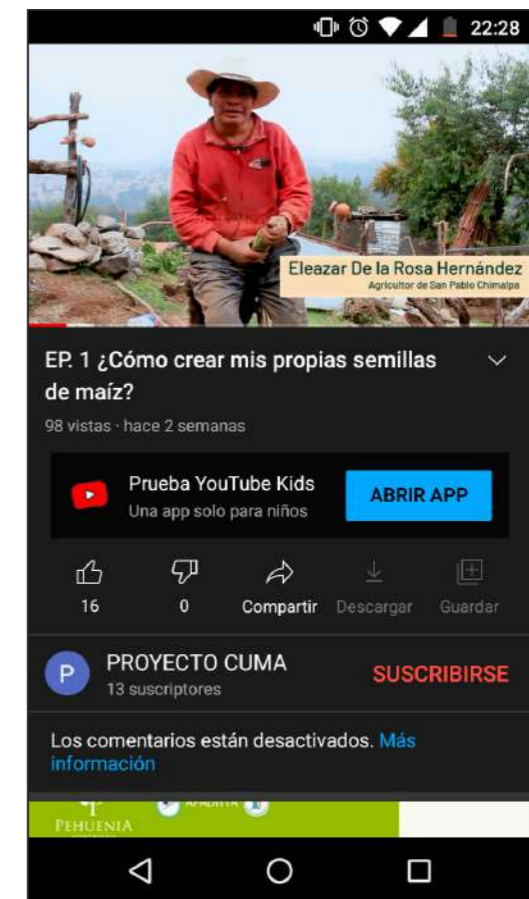 22:28
Eleazar De la Rosa Hernández
Agricultor de San Pablo Chimalpa
EP. 1 ¿Cómo crear mis propias semillas
de maíz?
98 vistas · hace 2 semanas
Prueba YouTube Kids
Una app solo para niños
ABRIR APP
16
0
Compartir
Descargar
Guardar
P
PROYECTO CUMA
13 suscriptores
SUSCRIBIRSE
Los comentarios están desactivados. Más
información
PEHUENIA